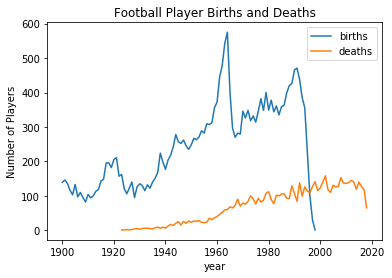 Football Player Births and Deaths
births
deaths
Number of Players
600
500
400
300
200
100
0
1900
1920
1940
1960
1980
2000
2020
year